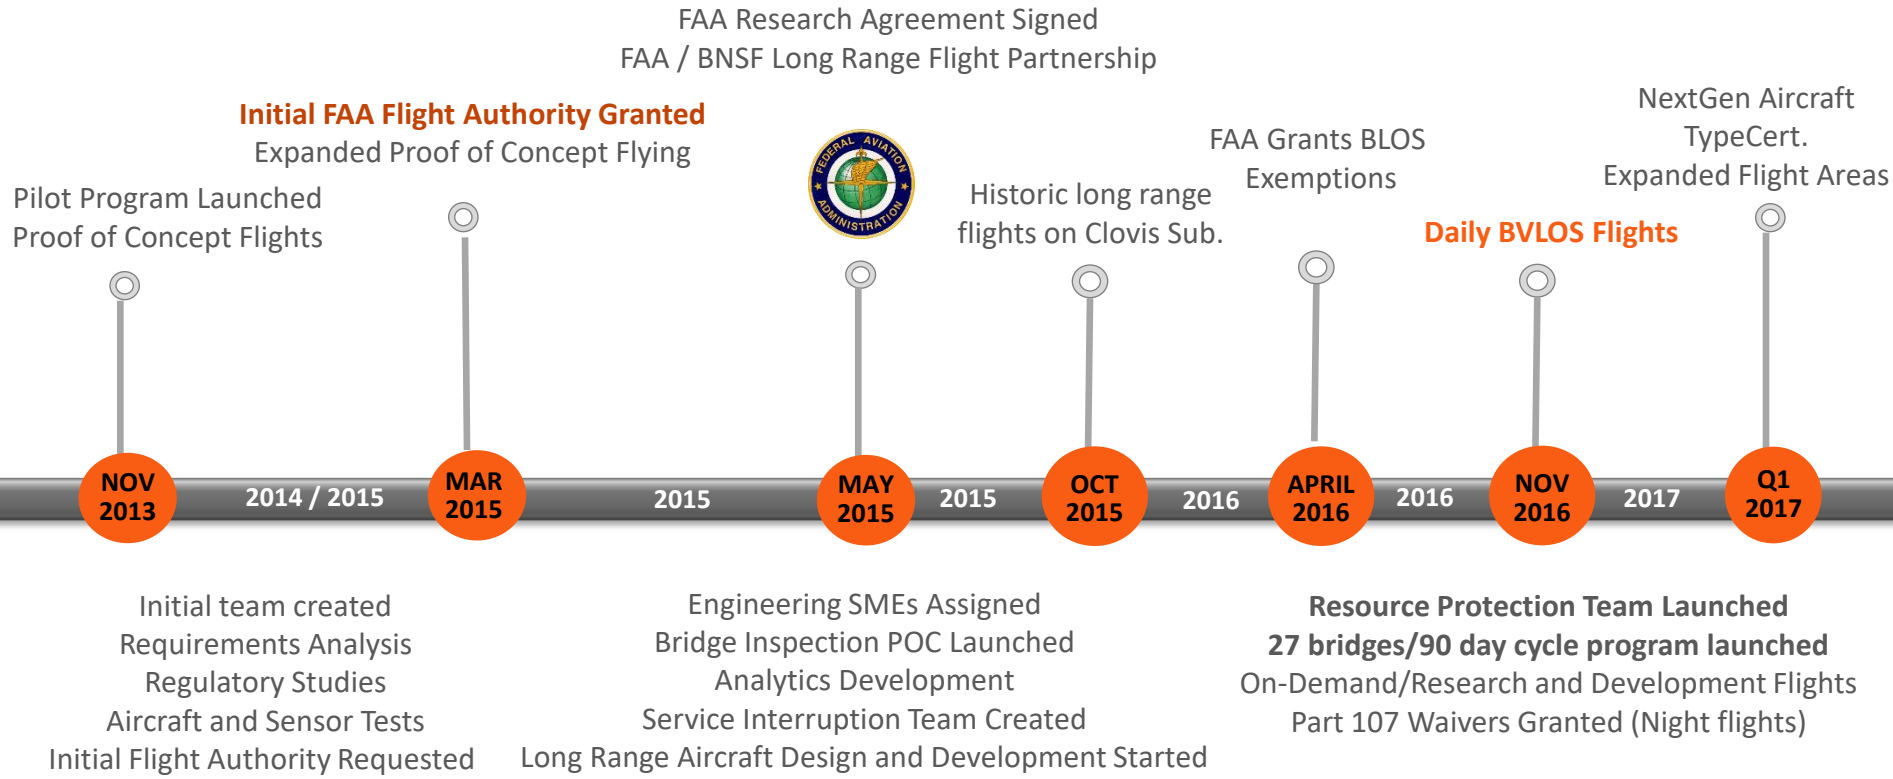 FAA Research Agreement Signed
FAA / BNSF Long Range Flight Partnership
Initial FAA Flight Authority Granted
Expanded Proof of Concept Flying
Pilot Program Launched
Proof of Concept Flights
FEDERAL AVIATION
ADMINISTRATION
Historic long range
flights on Clovis Sub.
FAA Grants BLOS
Exemptions
Daily BVLOS Flights
NextGen Aircraft
TypeCert.
Expanded Flight Areas
NOV
2013
2014 / 2015
MAR
2015
2015
MAY
2015
2015
OCT
2015
2016
APRIL
2016
2016
NOV
2016
2017
Q1
2017
Initial team created
Requirements Analysis
Regulatory Studies
Aircraft and Sensor Tests
Initial Flight Authority Requested
Engineering SMEs Assigned
Bridge Inspection POC Launched
Analytics Development
Service Interruption Team Created
Long Range Aircraft Design and Development Started
Resource Protection Team Launched
27 bridges/90 day cycle program launched
On-Demand/Research and Development Flights
Part 107 Waivers Granted (Night flights)